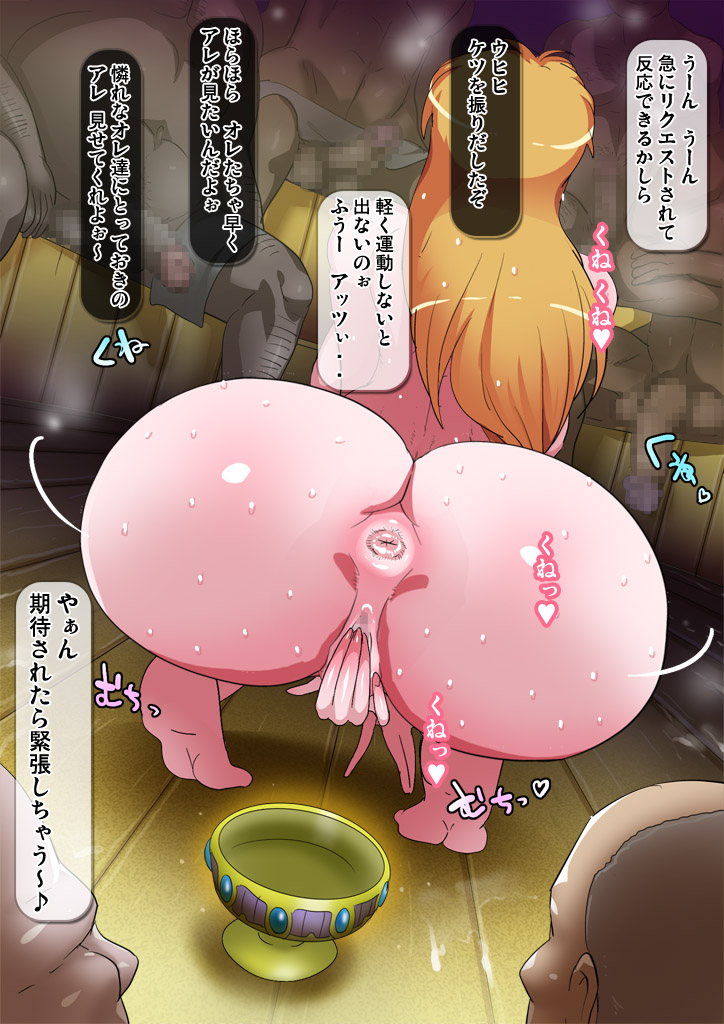 うーん　うーん
急にリクエストされて
反応できるかしら
ウヒヒ
ケツを振りだしたぞ
くね くね♥
軽く運動しないと
出ないのぉ
ふうー　アッツぃ・・
ほらほら　オレたちゃ早く
アレが見たいんだよぉ
憐れなオレ達にとっておきの
アレ 見せてくれよぉ～
くね
くね♡
くねっ♥
くねっ♥
むちっ
むちっ♡
やぁん
期待されたら緊張しちゃう～♪